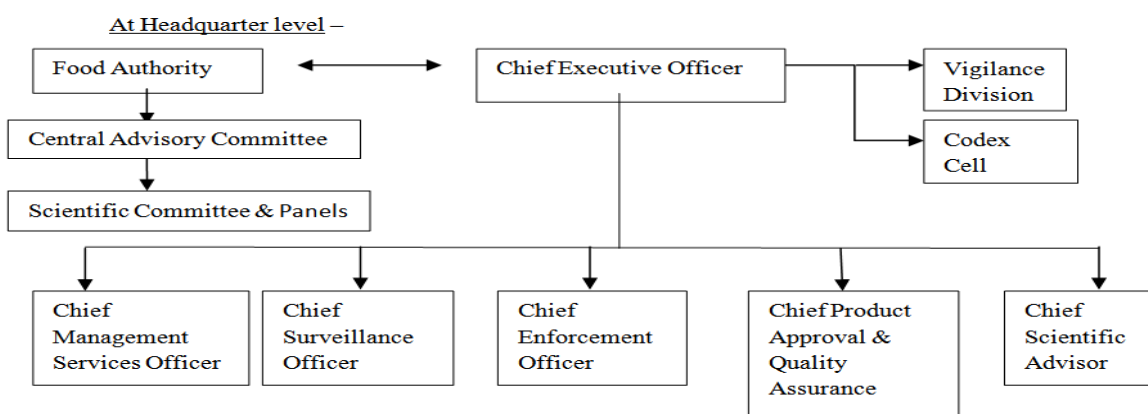 At Headquarter level –
Food Authority
Chief Executive Officer
Vigilance
Division
Central Advisory Committee
Codex
Cell
Scientific Committee & Panels
Chief
Management
Services Officer
Chief
Surveillance
Officer
Chief
Enforcement
Officer
Chief Product
Approval &
Quality
Assurance
Chief
Scientific
Advisor